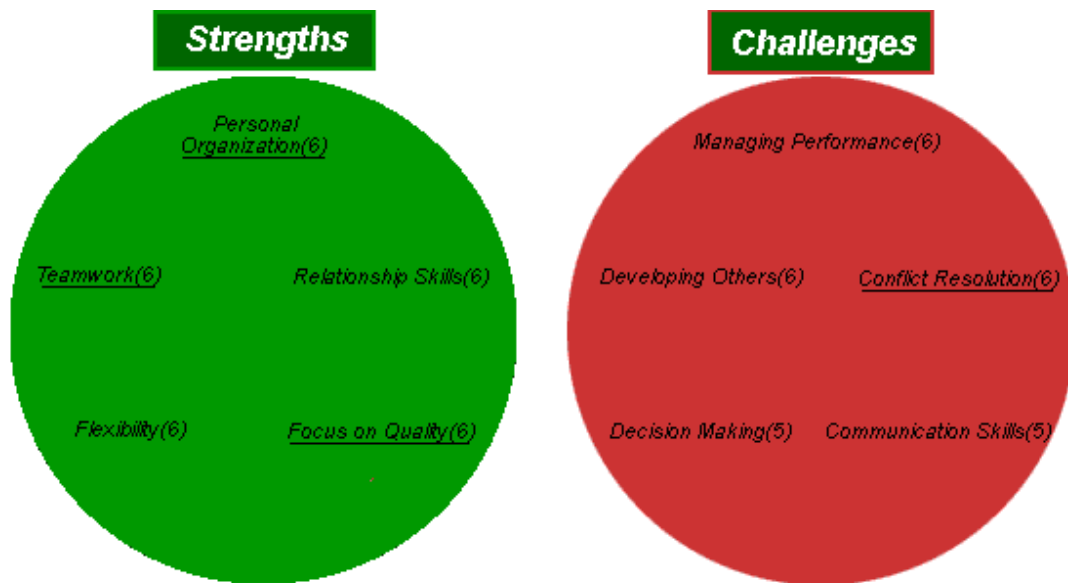 Strengths
Challenges
Personal
Organization(6)
Managing Performance(6)
Teamwork(6)
Relationship Skills(6)
Developing Others(6)
Conflict Resolution(6)
Flexibility(6)
Focus on Quality(6)
Decision Making(5)
Communication Skills(5)